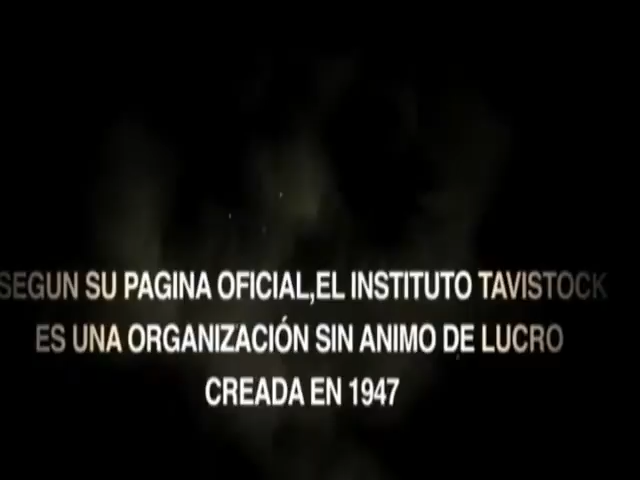 SEGUN SU PAGINA OFICIAL,EL INSTITUTO TAVISTOCK
ES UNA ORGANIZACIÓN SIN ANIMO DE LUCRO
CREADA EN 1947